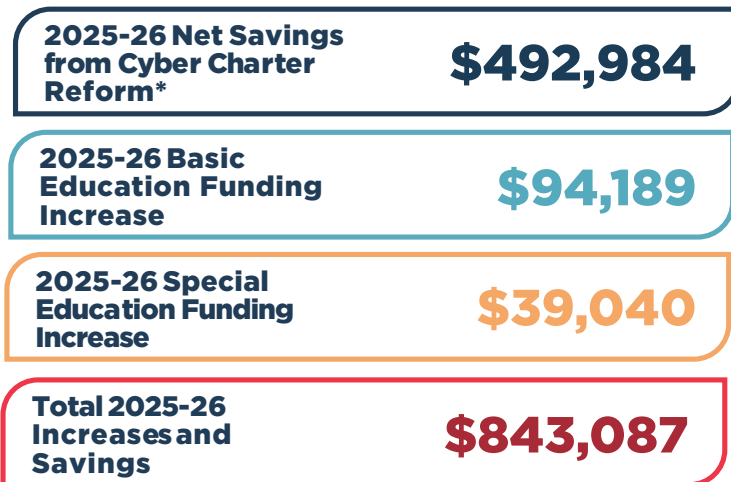 2025-26 Net Savings
from Cyber Charter
Reform*
$492,984
2025-26 Basic
Education Funding
Increase
$94,189
2025-26 Special
Education Funding
Increase
$39,040
Total 2025-26
Increases and
Savings
$843,087